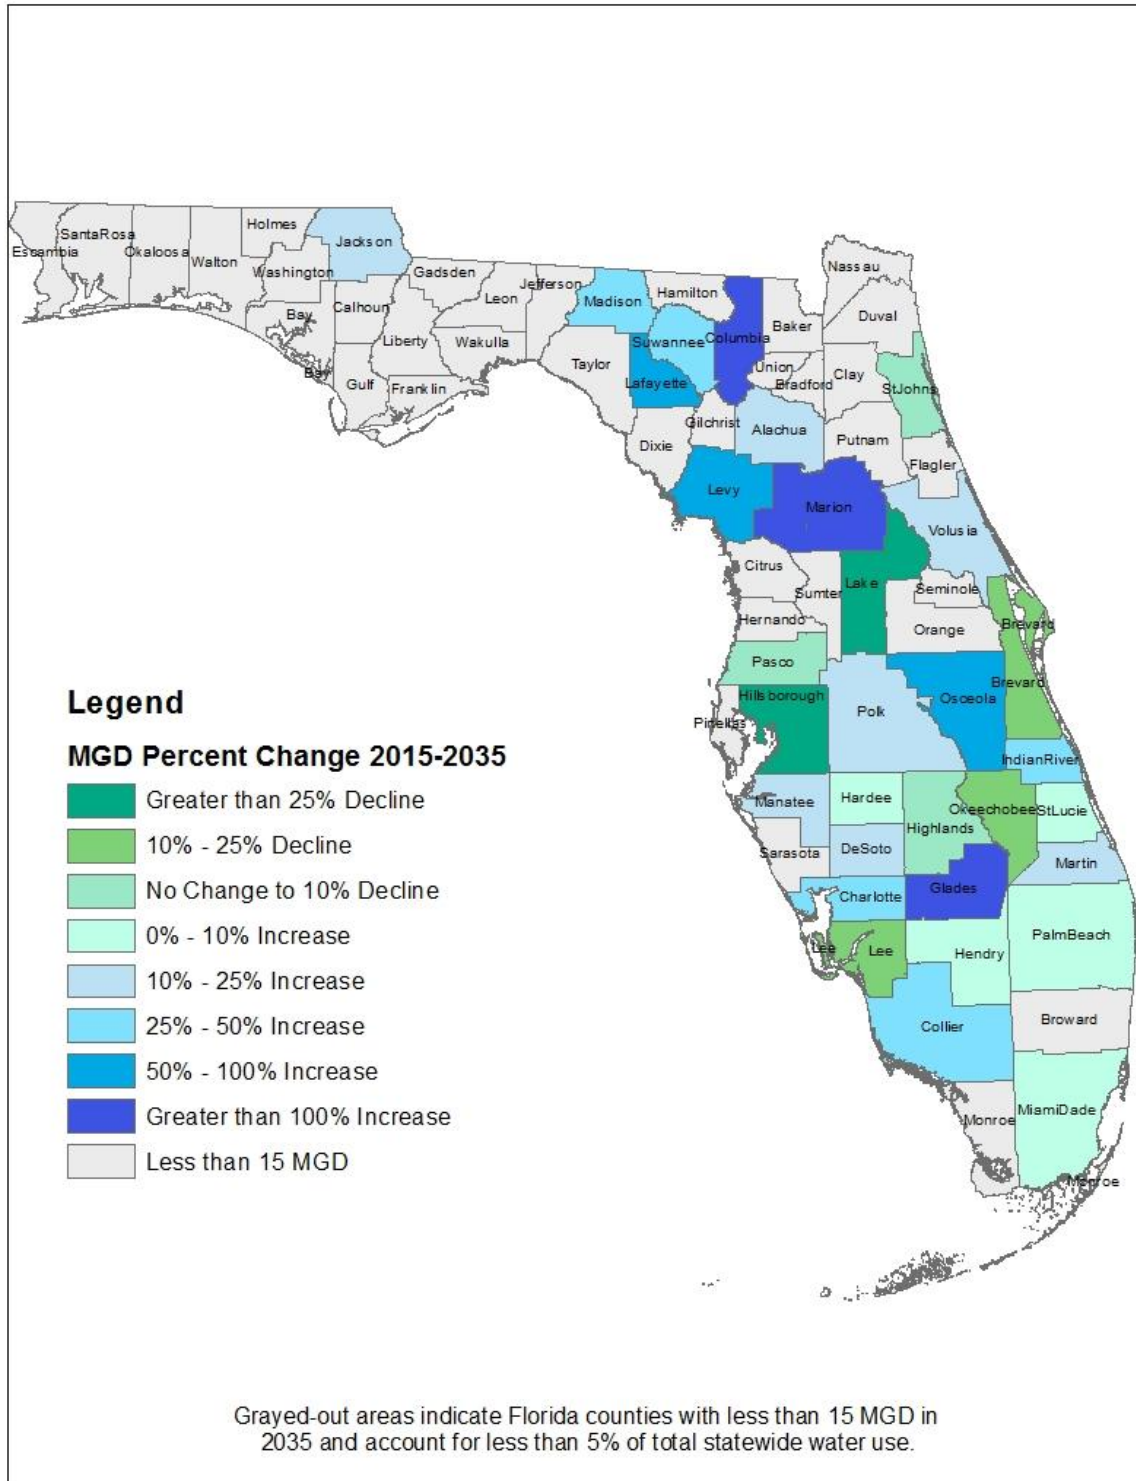 Holmes
Jackson
SantaRosa
Escambia
Okaloosa
Walton
Washington
Gadsden
Leon
Jefferson
Madison
Hamilton
Nassau
Bay
Calhoun
Liberty
Wakulla
Suwannee
Columbia
Baker
Duval
Bay
Gulf
Franklin
Taylor
Lafayette
Union
Bradford
Clay
StJohns
Gilchrist
Alachua
Dixie
Putnam
Flagler
Levy
Marion
Volusia
Citrus
Sumter
Lake
Seminole
Hernando
Orange
Brevard
Pasco
Brevard
Hillsborough
Osceola
Pinellas
Polk
IndianRiver
Manatee
Hardee
Okeechobee
StLucie
Highlands
Sarasota
DeSoto
Martin
Charlotte
Glades
PalmBeach
Lee
Lee
Hendry
Broward
Collier
MiamiDade
Monroe
Monroe
Legend
MGD Percent Change 2015-2035
Greater than 25% Decline
10% - 25% Decline
No Change to 10% Decline
0% - 10% Increase
10% - 25% Increase
25% - 50% Increase
50% - 100% Increase
Greater than 100% Increase
Less than 15 MGD
Grayed-out areas indicate Florida counties with less than 15 MGD in
2035 and account for less than 5% of total statewide water use.